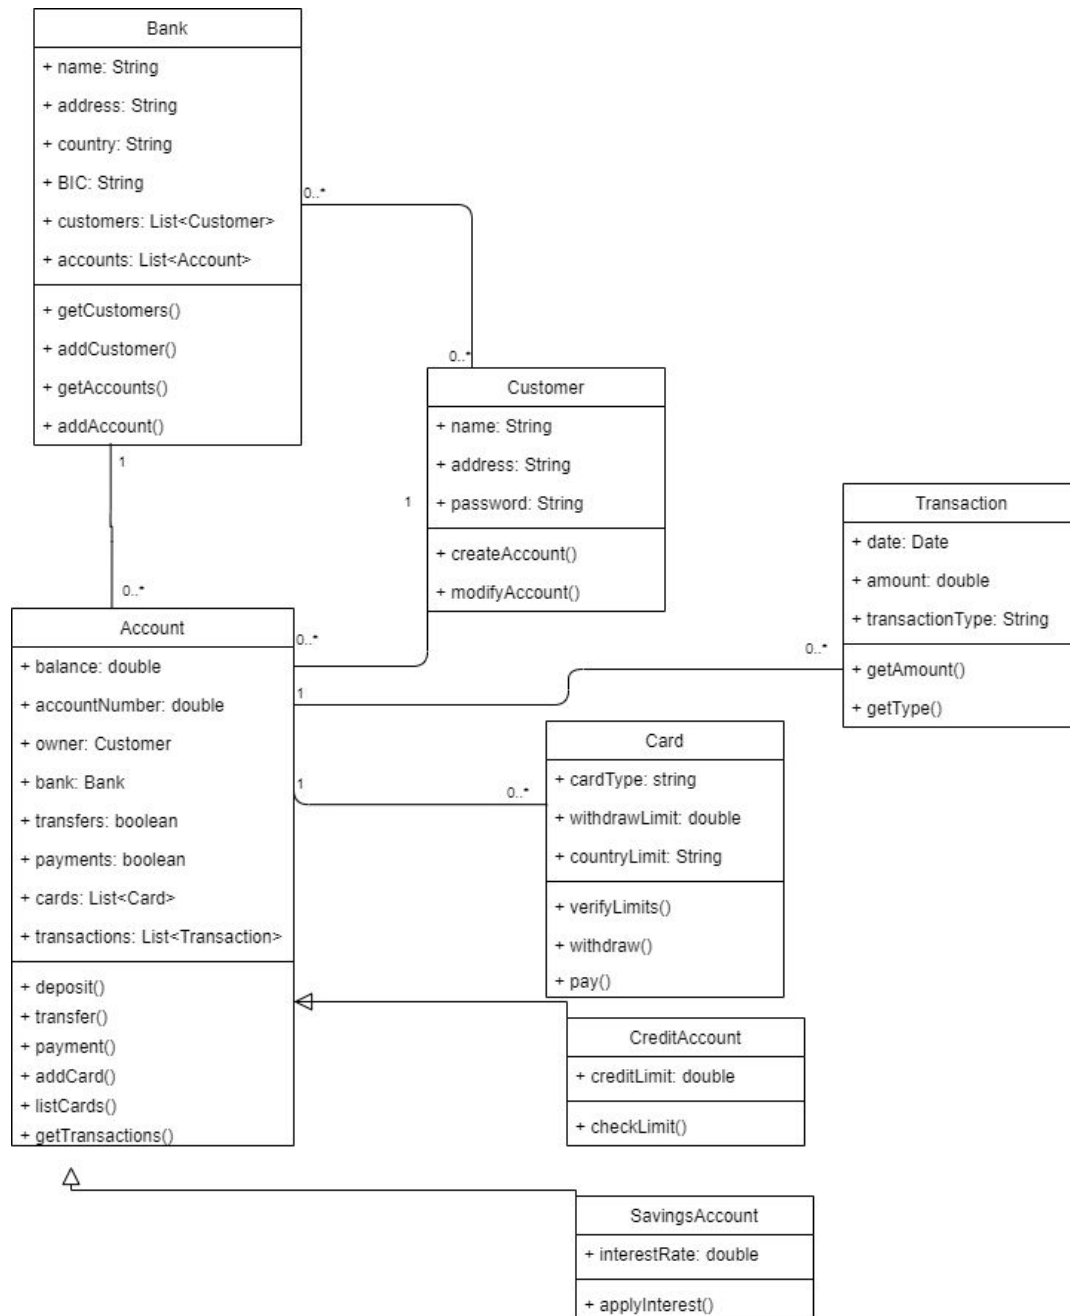 Bank
+ name: String
+ address: String
+ country: String
+ BIC: String
+ customers: List<Customer>
+ accounts: List<Account>
+ getCustomers()
+ addCustomer()
+ getAccounts()
+ addAccount()
0..*
0..*
1
0..*
Customer
+ name: String
+ address: String
+ password: String
+ createAccount()
+ modifyAccount()
1
0..*
Transaction
+ date: Date
+ amount: double
+ transactionType: String
+ getAmount()
+ getType()
0..*
1
Account
+ balance: double
+ accountNumber: double
+ owner: Customer
+ bank: Bank
+ transfers: boolean
+ payments: boolean
+ cards: List<Card>
+ transactions: List<Transaction>
+ deposit()
+ transfer()
+ payment()
+ addCard()
+ listCards()
+ getTransactions()
1
0..*
Card
+ cardType: string
+ withdrawLimit: double
+ countryLimit: String
+ verifyLimits()
+ withdraw()
+ pay()
CreditAccount
+ creditLimit: double
+ checkLimit()
SavingsAccount
+ interestRate: double
+ applyInterest()